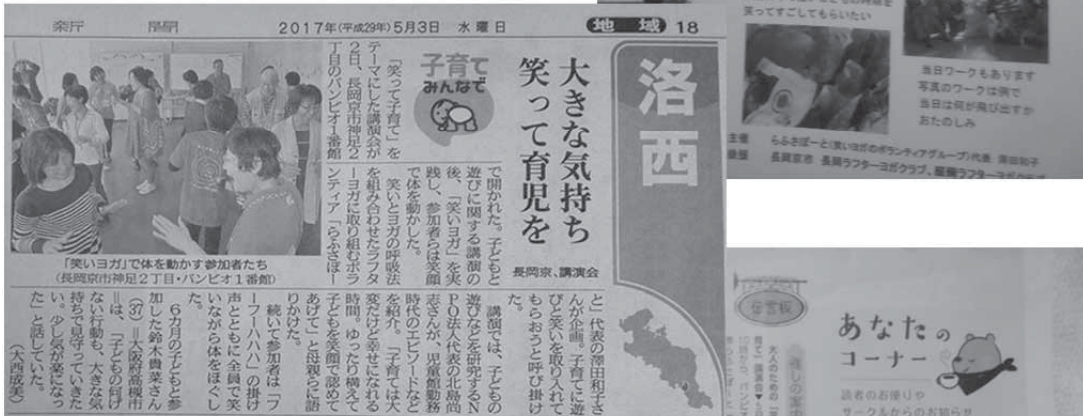 新聞
2017年(平成29年)5月3日 水曜日
地域 18
洛西
大きな気持ち
笑って育児を
長岡京、講演会
子育て
みんなで
「笑って子育て」を
テーマにした講演会が
2日、長岡京市神足2
丁目のバンビオ1番館
で開かれた。子どもと
遊びに関する講演の
後、「笑いヨガ」を実
践し、参加者らは笑顔
で体を動かした。
笑いとヨガの呼吸法
を組み合わせたラフタ
ーヨガに取り組むボラ
ンティア「らふさぽー
と」代表の澤田和子さ
んが企画。子育てに遊
びと笑いを取り入れて
もらおうと呼び掛け
た。
講演では、子どもの
遊びなどを研究するN
PO法人代表の北島尚
志さんが、児童館勤務
時代のエピソードなど
を紹介。「子育ては大
変だけど幸せになれる
時間。ゆったり構えて
子どもを笑顔で認めて
あげて」と母親らに語
りかけた。
続いて参加者は「フ
ーフーハハハ」の掛け
声とともに全員で笑
いながら体をほぐし
た。
6カ月の子どもと参
加した鈴木貴菜さん
(37)＝大阪府高槻市
＝は、「子どもの何げ
ない行動も、大きな気
持ちで見守っていきた
い。少し気が楽になっ
た」と話していた。
(大西成美)
「笑いヨガ」で体を動かす参加者たち
(長岡京市神足2丁目・バンビオ1番館)
笑ってすごしてもらいたい
当日ワークもあります
写真のワークは例で
当日は何が飛び出すか
おたのしみ
主催 らふさぽーと(笑いヨガのボランティアグループ)代表 澤田和子
長岡京市 長岡ラフターヨガクラブ、
伝言板
あなたの
コーナー
読者のお便りや
サークルからのお知らせ